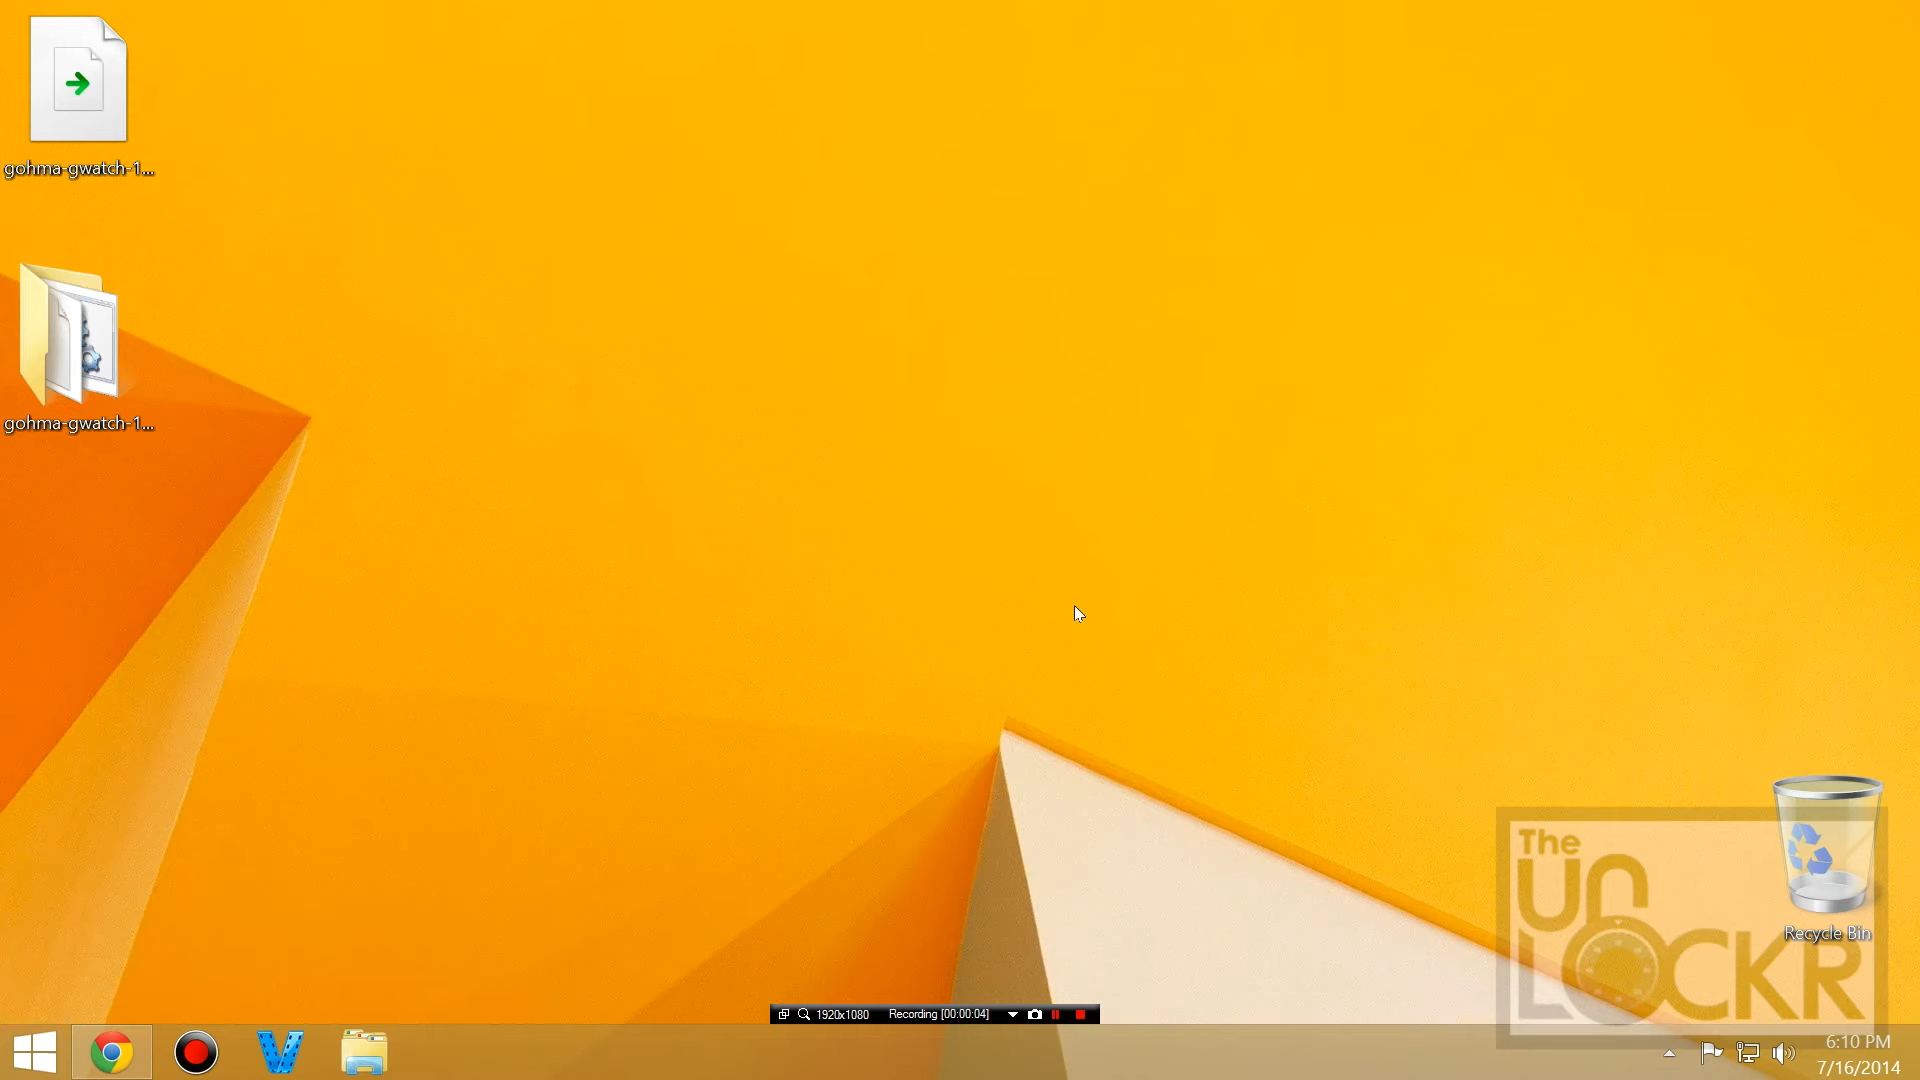 gohma-gwatch-1...
gohma-gwatch-1...
The
UnLOCKR
Recycle Bin
1920x1080 Recording [00:00:04]
6:10 PM
7/16/2014